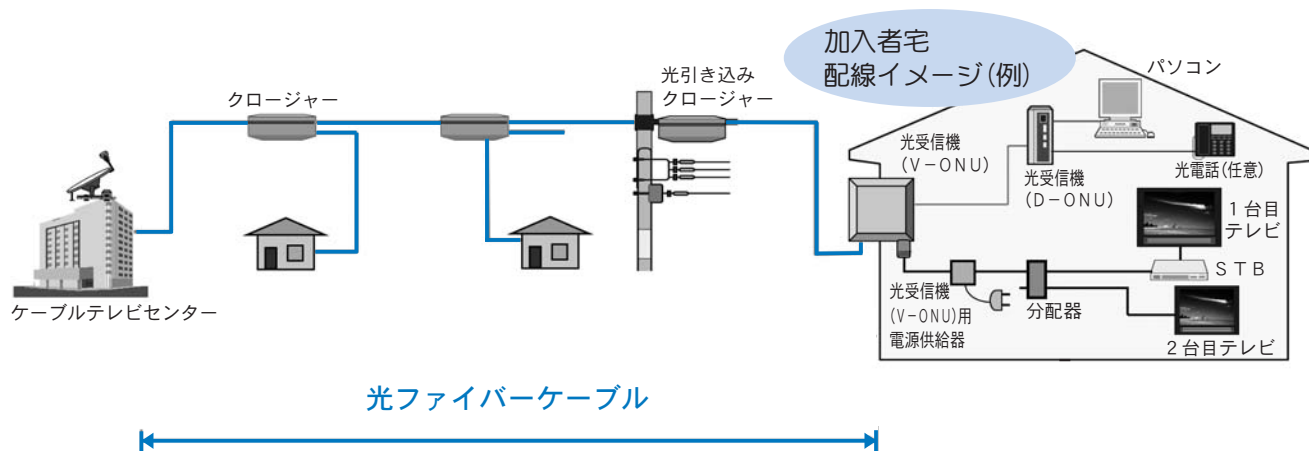 加入者宅
配線イメージ(例)
クロージャー
光引き込み
クロージャー
パソコン
光受信機
(V-ONU)
光受信機
(D-ONU)
光電話(任意)
1台目
テレビ
STB
光受信機
(V-ONU)用
電源供給器
分配器
2台目テレビ
ケーブルテレビセンター
光ファイバーケーブル